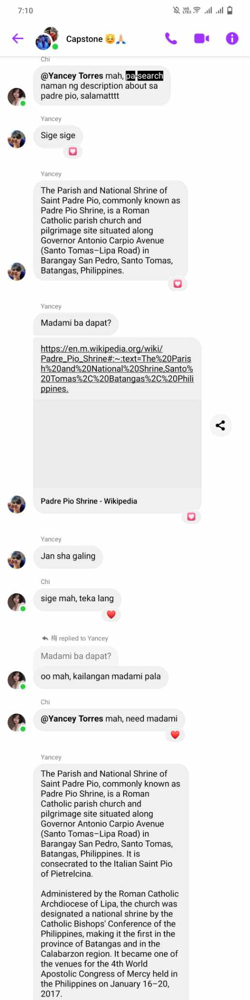 7:10
Vo))
LTE2
Capstone 😇🙏
Chi
@Yancey Torres mah, pa-search
naman ng description about sa
padre pio, salamatttt
Yancey
Sige sige
Yancey
The Parish and National Shrine of
Saint Padre Pio, commonly known as
Padre Pio Shrine, is a Roman
Catholic parish church and
pilgrimage site situated along
Governor Antonio Carpio Avenue
(Santo Tomas–Lipa Road) in
Barangay San Pedro, Santo Tomas,
Batangas, Philippines.
Yancey
Madami ba dapat?
https://en.m.wikipedia.org/wiki/
Padre_Pio_Shrine#:~:text=The%20Paris
h%20and%20National%20Shrine,Santo%
20Tomas%2C%20Batangas%2C%20Phili
ppines.
Padre Pio Shrine - Wikipedia
Yancey
Jan sha galing
Chi
sige mah, teka lang
梅 replied to Yancey
Madami ba dapat?
oo mah, kailangan madami pala
Chi
@Yancey Torres mah, need madami
Yancey
The Parish and National Shrine of
Saint Padre Pio, commonly known as
Padre Pio Shrine, is a Roman
Catholic parish church and
pilgrimage site situated along
Governor Antonio Carpio Avenue
(Santo Tomas–Lipa Road) in
Barangay San Pedro, Santo Tomas,
Batangas, Philippines. It is
consecrated to the Italian Saint Pio
of Pietrelcina.
Administered by the Roman Catholic
Archdiocese of Lipa, the church was
designated a national shrine by the
Catholic Bishops' Conference of the
Philippines, making it the first in the
province of Batangas and in the
Calabarzon region. It became one of
the venues for the 4th World
Apostolic Congress of Mercy held in
the Philippines on January 16–20,
2017.